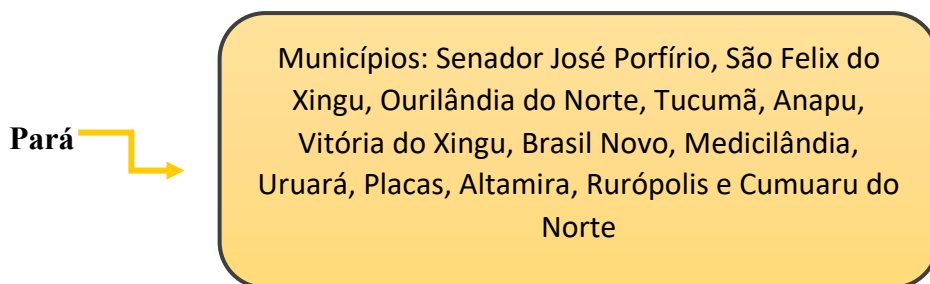 Pará
Municípios: Senador José Porfírio, São Felix do
Xingu, Ourilândia do Norte, Tucumã, Anapu,
Vitória do Xingu, Brasil Novo, Medicilândia,
Uruará, Placas, Altamira, Rurópolis e Cumuaru do
Norte